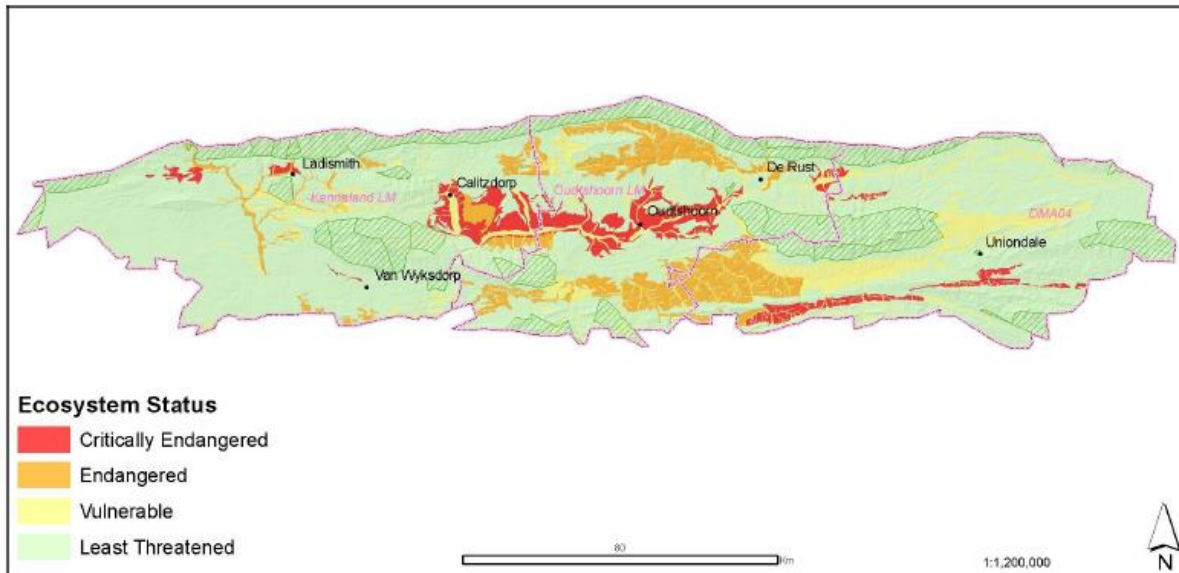 Ladismith
De Rust
Kannaland LM
Calitzdorp
Oudtshoorn LM
Oudtshoorn
DMA04
Uniondale
Van Wyksdorp
Ecosystem Status
Critically Endangered
Endangered
Vulnerable
Least Threatened
80
Km
1:1,200,000
N